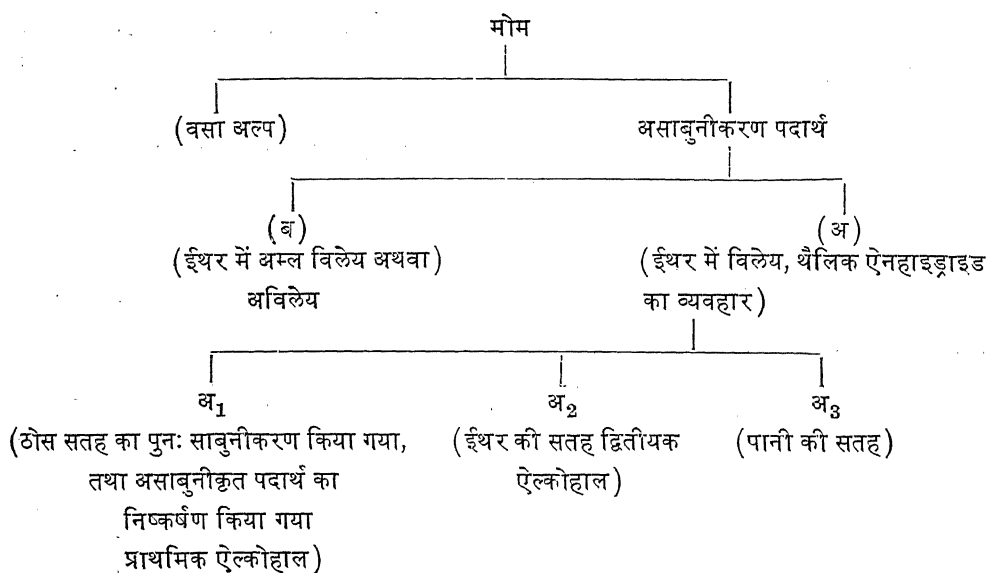 मोम
(वसा अल्प)
असाबुनीकरण पदार्थ
(ब)
(ईथर में अम्ल विलेय अथवा)
अविलेय
(अ)
(ईथर में विलेय, थैलिक ऐनहाइड्राइड
का व्यवहार)
अ1
(ठोस सतह का पुनः साबुनीकरण किया गया,
तथा असाबुनीकृत पदार्थ का
निष्कर्षण किया गया
प्राथमिक ऐल्कोहाल)
अ2
(ईथर की सतह द्वितीयक
ऐल्कोहाल)
अ3
(पानी की सतह)